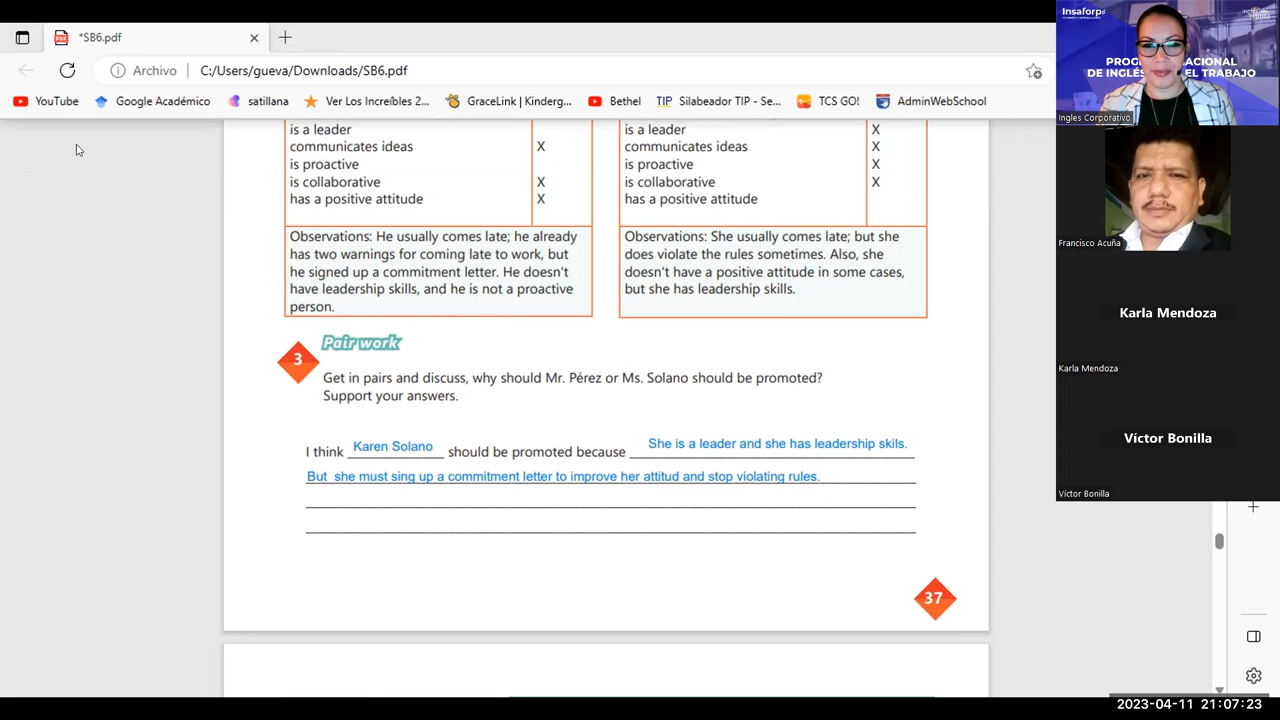 *SB6.pdf
Archivo C:/Users/gueva/Downloads/SB6.pdf
YouTube Google Académico satillana Ver Los Increíbles 2... GraceLink | Kinderg... Bethel TIP Silabeador TIP - Se... TCS GO! AdminWebSchool
is a leader
communicates ideas X
is proactive
is collaborative X
has a positive attitude X
Observations: He usually comes late; he already
has two warnings for coming late to work, but
he signed up a commitment letter. He doesn't
have leadership skills, and he is not a proactive
person.
is a leader X
communicates ideas X
is proactive X
is collaborative X
has a positive attitude
Observations: She usually comes late; but she
does violate the rules sometimes. Also, she
doesn't have a positive attitude in some cases,
but she has leadership skills.
3 Pair work
Get in pairs and discuss, why should Mr. Pérez or Ms. Solano should be promoted?
Support your answers.
I think Karen Solano should be promoted because She is a leader and she has leadership skils.
But she must sing up a commitment letter to improve her attitud and stop violating rules.
37
Insaforp
DE INGLÉS EL TRABAJO
Ingles Corporativo
Francisco Acuña
Karla Mendoza
Karla Mendoza
Víctor Bonilla
Víctor Bonilla
2023-04-11 21:07:23